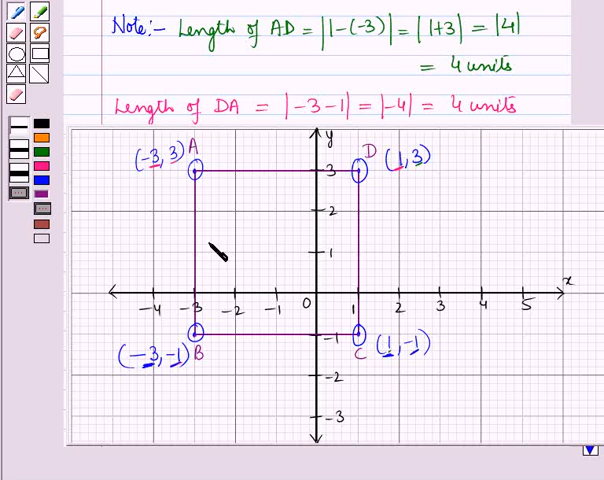 Note:- Length of AD = |1-(-3)| = |1+3| = |4|
= 4 units
Length of DA = |-3-1| = |-4| = 4 units
y
(-3, 3) A
D (1, 3)
3
2
1
x
-4 -3 -2 -1 0 1 2 3 4 5
-1
(-3, -1) B
C (1, -1)
-2
-3